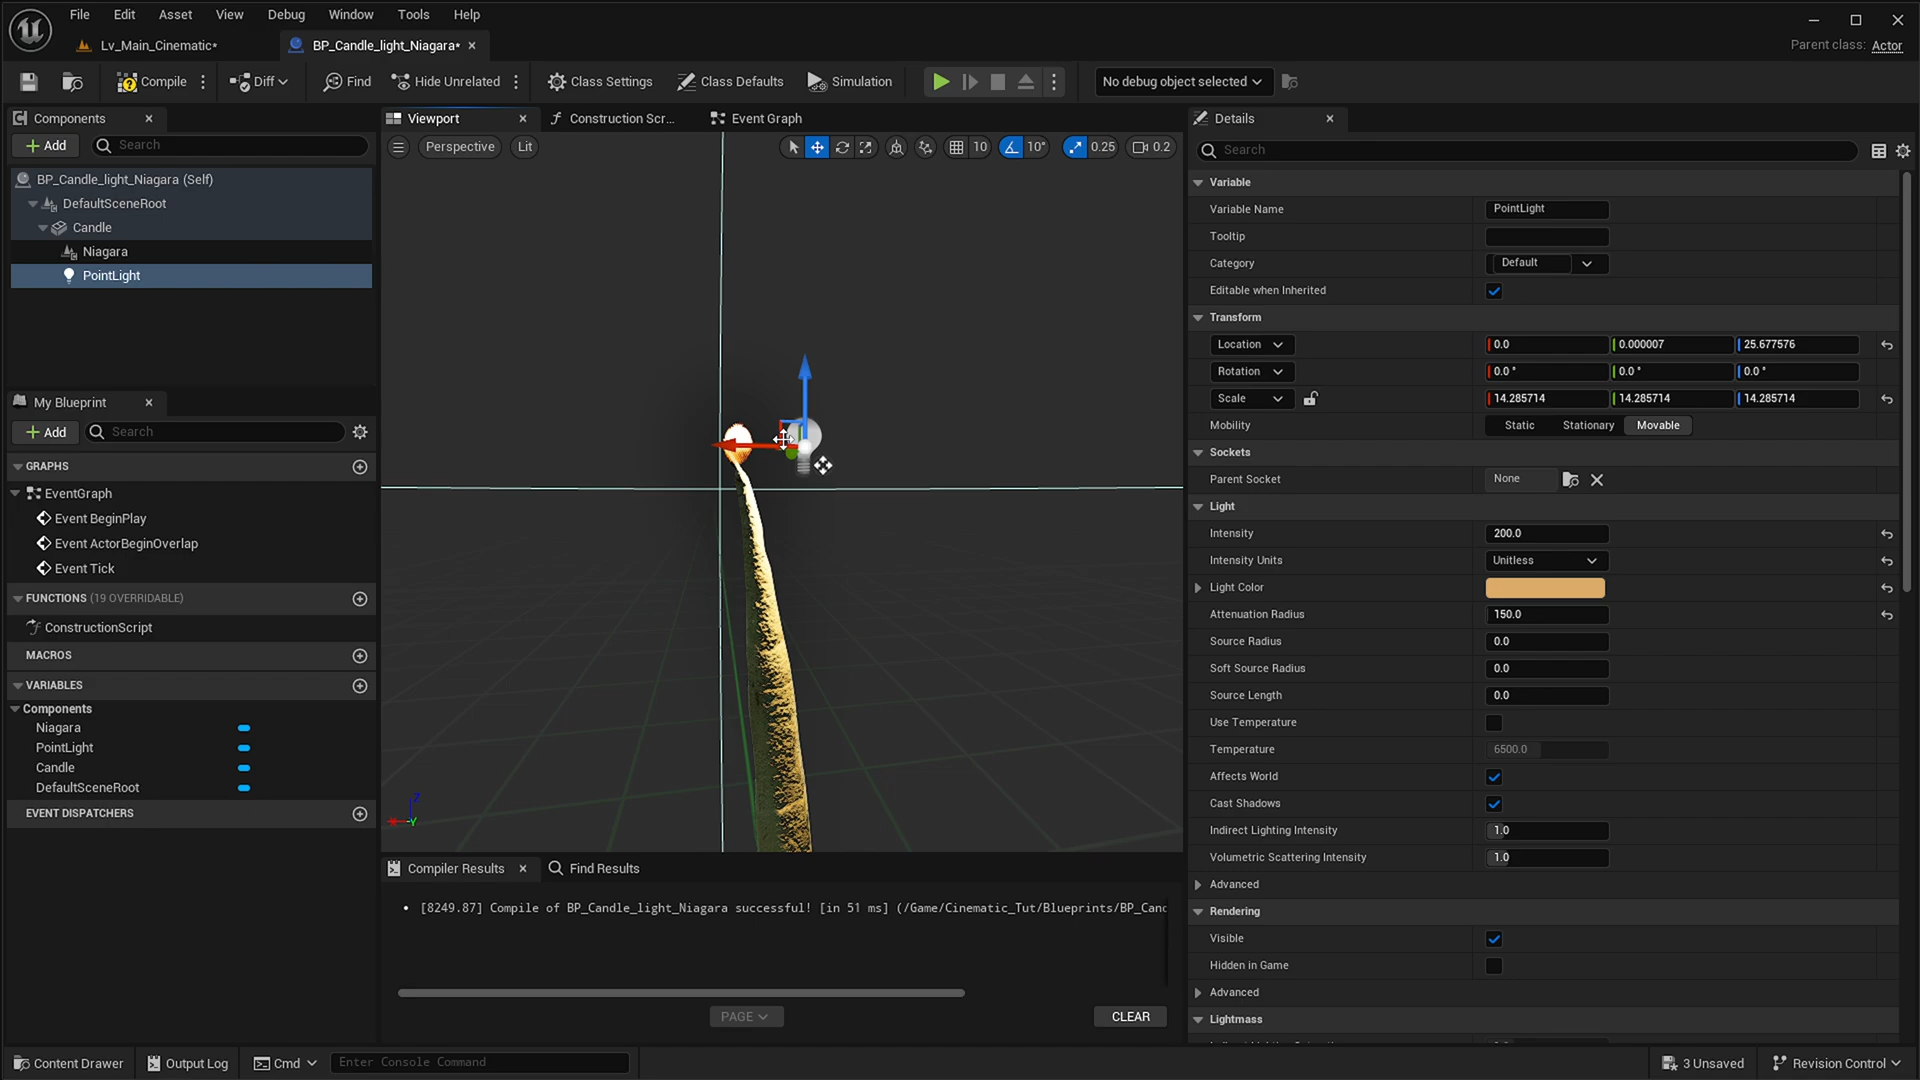 File Edit Asset View Debug Window Tools Help
Lv_Main_Cinematic*
BP_Candle_light_Niagara*
Parent class: Actor
Compile
Diff
Find
Hide Unrelated
Class Settings
Class Defaults
Simulation
No debug object selected
Components
Add
Search
BP_Candle_light_Niagara (Self)
DefaultSceneRoot
Candle
Niagara
PointLight
My Blueprint
Add
Search
GRAPHS
EventGraph
Event BeginPlay
Event ActorBeginOverlap
Event Tick
FUNCTIONS (19 OVERRIDABLE)
ConstructionScript
MACROS
VARIABLES
Components
Niagara
PointLight
Candle
DefaultSceneRoot
EVENT DISPATCHERS
Viewport
Construction Scr...
Event Graph
Perspective
Lit
10
10°
0.25
0.2
Z
Y
Compiler Results
Find Results
[8249.87] Compile of BP_Candle_light_Niagara successful! [in 51 ms] (/Game/Cinematic_Tut/Blueprints/BP_Canc
PAGE
CLEAR
Details
Search
Variable
Variable Name PointLight
Tooltip
Category Default
Editable when Inherited
Transform
Location 0.0 0.000007 25.677576
Rotation 0.0 ° 0.0 ° 0.0 °
Scale 14.285714 14.285714 14.285714
Mobility Static Stationary Movable
Sockets
Parent Socket None
Light
Intensity 200.0
Intensity Units Unitless
Light Color
Attenuation Radius 150.0
Source Radius 0.0
Soft Source Radius 0.0
Source Length 0.0
Use Temperature
Temperature 6500.0
Affects World
Cast Shadows
Indirect Lighting Intensity 1.0
Volumetric Scattering Intensity 1.0
Advanced
Rendering
Visible
Hidden in Game
Advanced
Lightmass
Content Drawer
Output Log
Cmd
Enter Console Command
3 Unsaved
Revision Control